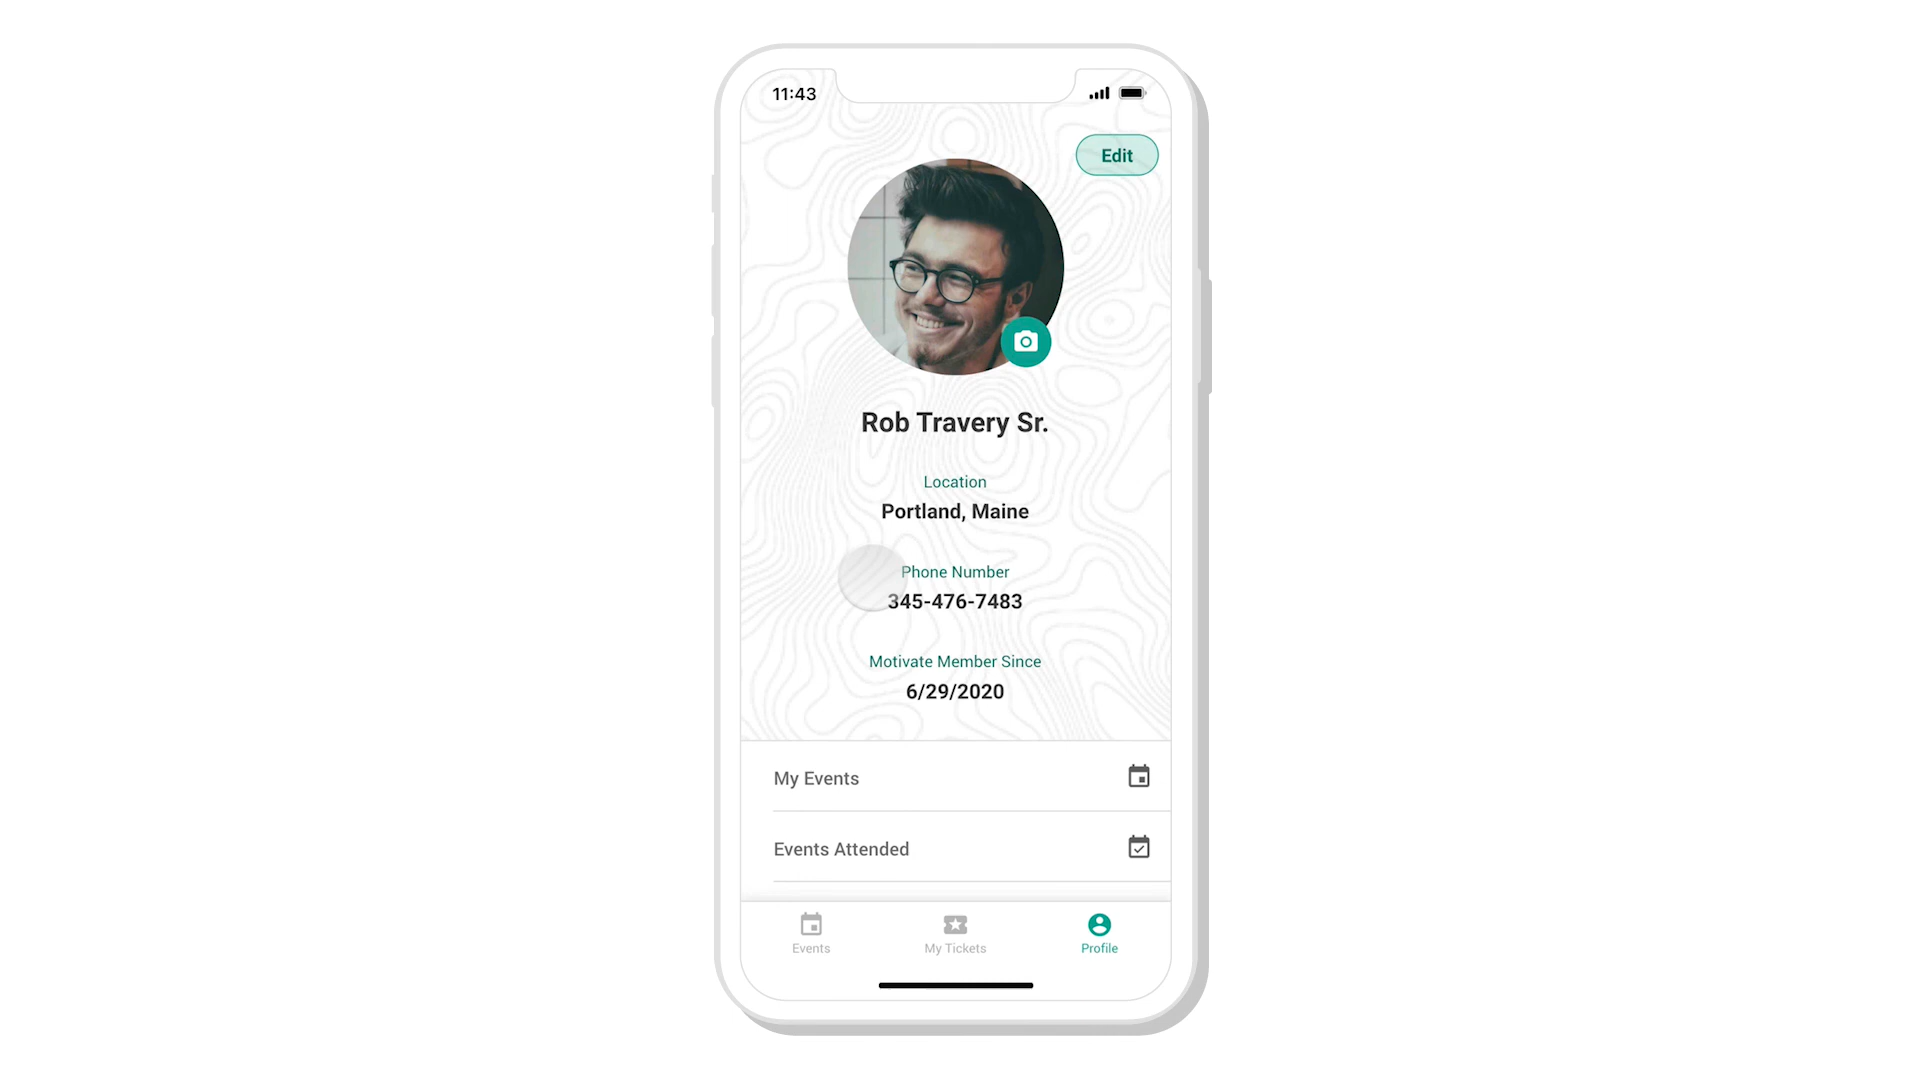 11:43
Edit
Rob Travery Sr.
Location
Portland, Maine
Phone Number
345-476-7483
Motivate Member Since
6/29/2020
My Events
Events Attended
Events
My Tickets
Profile